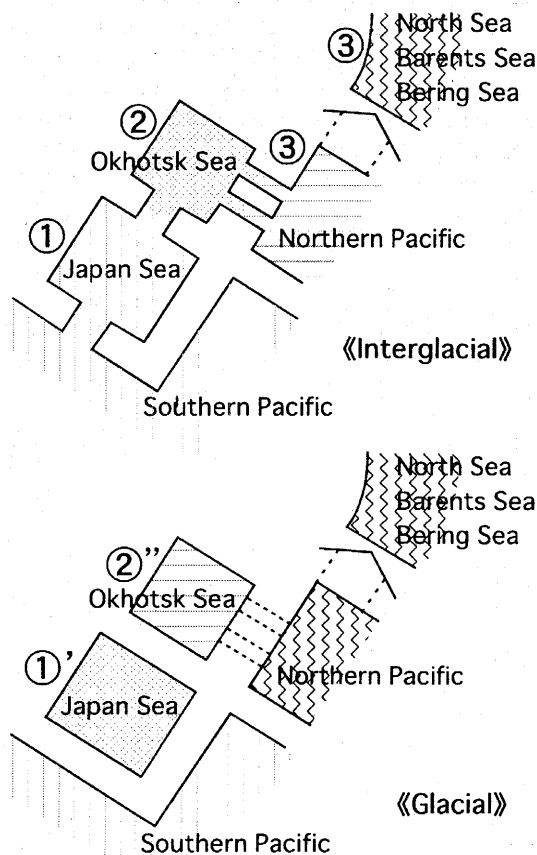 ③
North Sea
Barents Sea
Bering Sea
②
Okhotsk Sea
③
①
Japan Sea
Northern Pacific
《Interglacial》
Southern Pacific
North Sea
Barents Sea
Bering Sea
②’’
Okhotsk Sea
①’
Japan Sea
Northern Pacific
《Glacial》
Southern Pacific